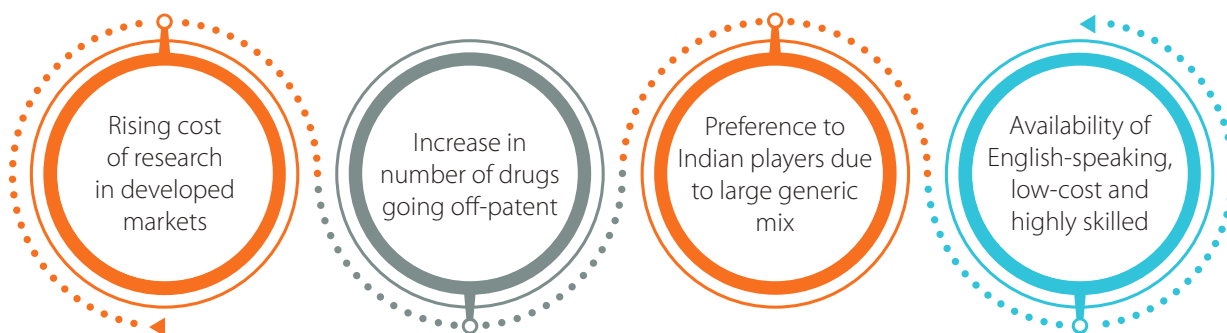 Rising cost
of research
in developed
markets
Increase in
number of drugs
going off-patent
Preference to
Indian players due
to large generic
mix
Availability of
English-speaking,
low-cost and
highly skilled